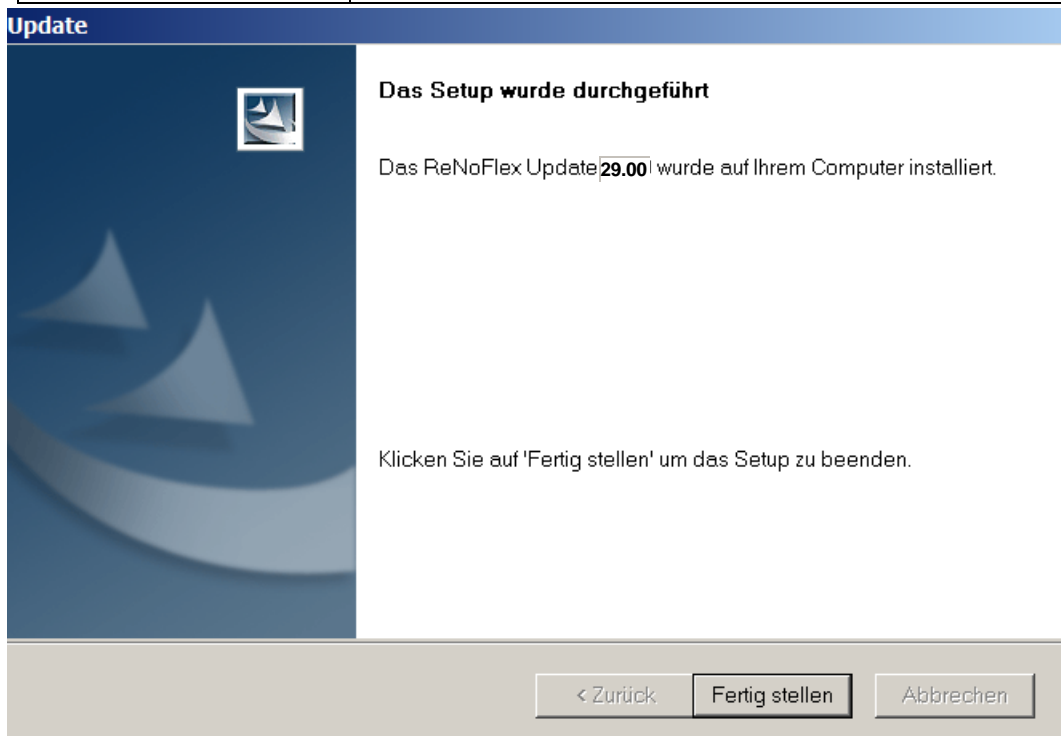 Update
Das Setup wurde durchgeführt
Das ReNoFlex Update 29.00 wurde auf Ihrem Computer installiert.
Klicken Sie auf 'Fertig stellen' um das Setup zu beenden.
< Zurück Fertig stellen Abbrechen